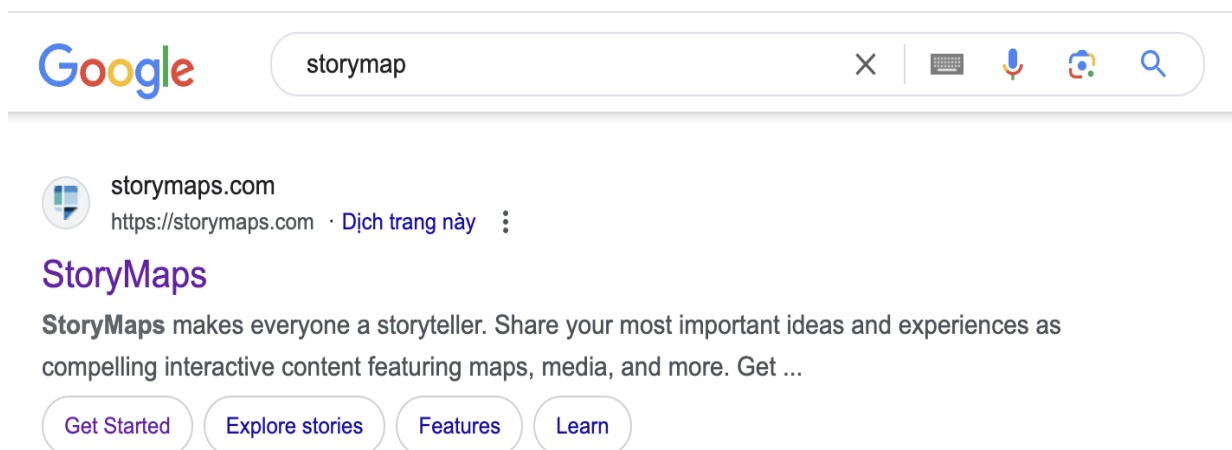 Google
storymap
storymaps.com
https://storymaps.com · Dịch trang này
StoryMaps
StoryMaps makes everyone a storyteller. Share your most important ideas and experiences as
compelling interactive content featuring maps, media, and more. Get ...
Get Started Explore stories Features Learn